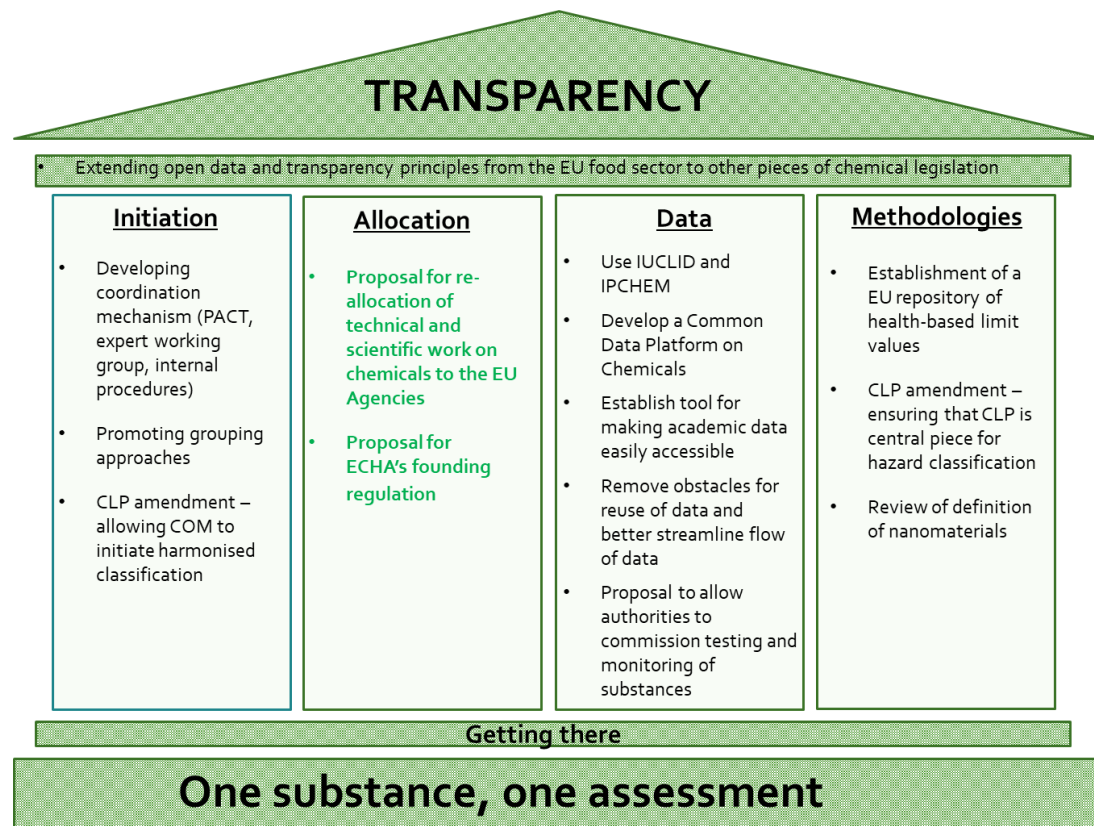 TRANSPARENCY
• Extending open data and transparency principles from the EU food sector to other pieces of chemical legislation
Initiation
• Developing
coordination
mechanism (PACT,
expert working
group, internal
procedures)
• Promoting grouping
approaches
• CLP amendment –
allowing COM to
initiate harmonised
classification
Allocation
• Proposal for re-
allocation of
technical and
scientific work on
chemicals to the EU
Agencies
• Proposal for
ECHA's founding
regulation
Data
• Use IUCLID and
IPCHEM
• Develop a Common
Data Platform on
Chemicals
• Establish tool for
making academic data
easily accessible
• Remove obstacles for
reuse of data and
better streamline flow
of data
• Proposal to allow
authorities to
commission testing and
monitoring of
substances
Methodologies
• Establishment of a
EU repository of
health-based limit
values
• CLP amendment –
ensuring that CLP is
central piece for
hazard classification
• Review of definition
of nanomaterials
Getting there
One substance, one assessment